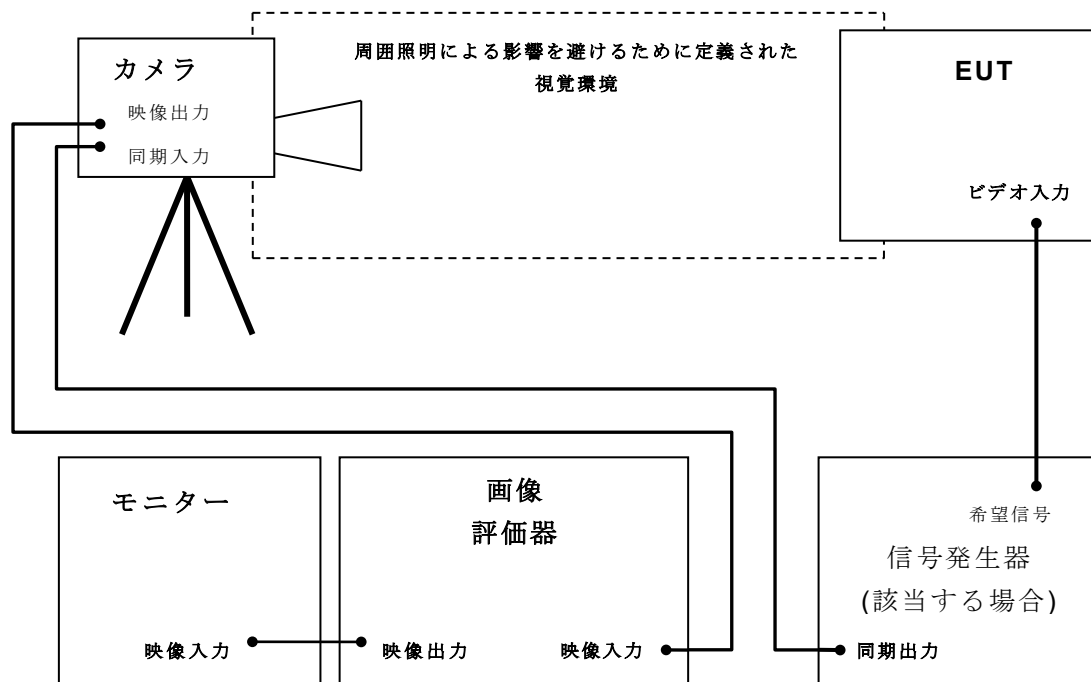 周囲照明による影響を避けるために定義された
視覚環境
カメラ
映像出力
同期入力
EUT
ビデオ入力
モニター
映像入力
画像
評価器
映像出力
映像入力
希望信号
信号発生器
(該当する場合)
同期出力